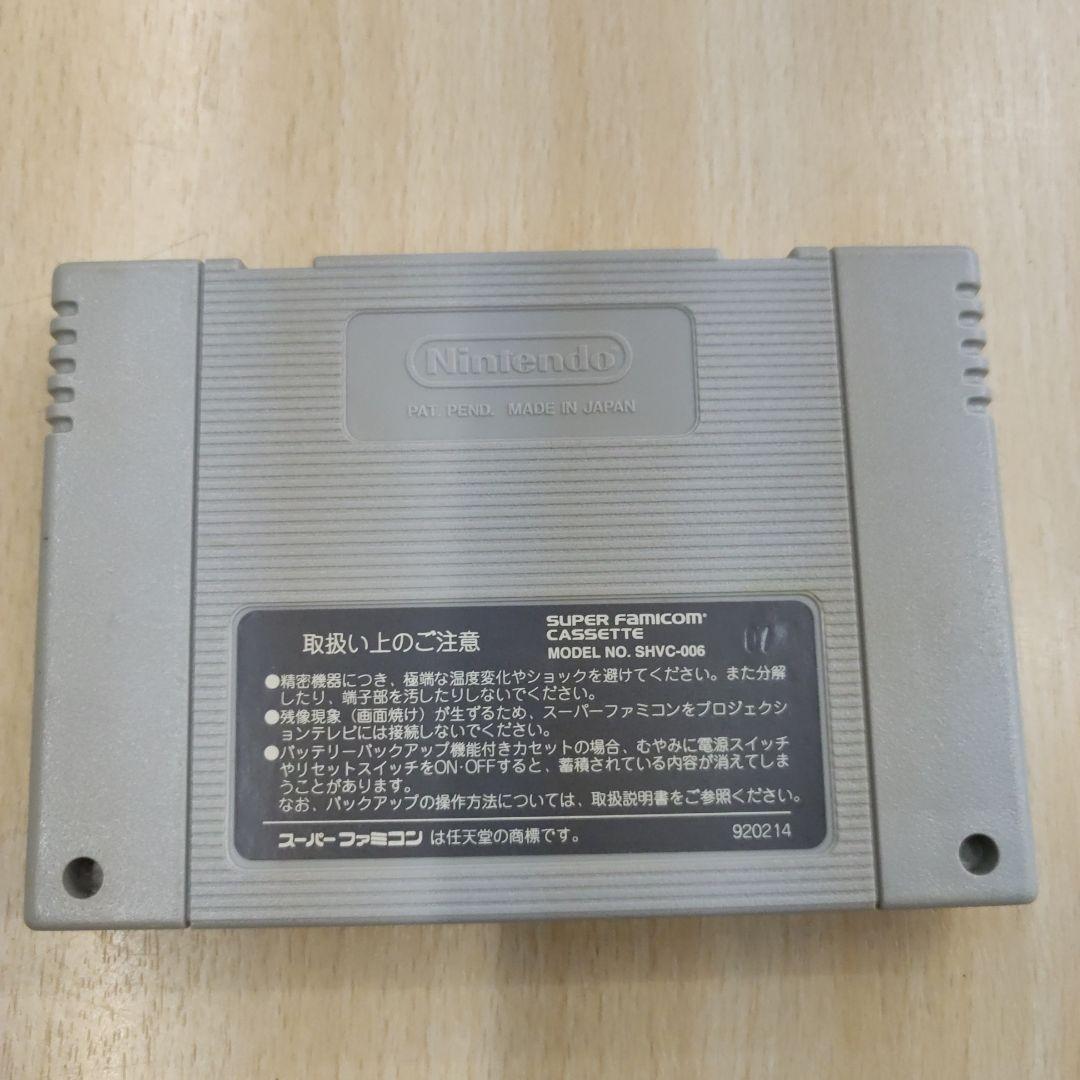 Nintendo
PAT. PEND. MADE IN JAPAN
取扱い上のご注意
SUPER FAMICOM®
CASSETTE
MODEL NO. SHVC-006
07
●精密機器につき、極端な温度変化やショックを避けてください。また分解
したり、端子部を汚したりしないでください。
●残像現象（画面焼け）が生ずるため、スーパーファミコンをプロジェクシ
ョンテレビには接続しないでください。
●バッテリーバックアップ機能付きカセットの場合、むやみに電源スイッチ
やリセットスイッチをON·OFFすると、蓄積されている内容が消えてしま
うことがあります。
なお、バックアップの操作方法については、取扱説明書をご参照ください。
スーパーファミコン は任天堂の商標です。
920214